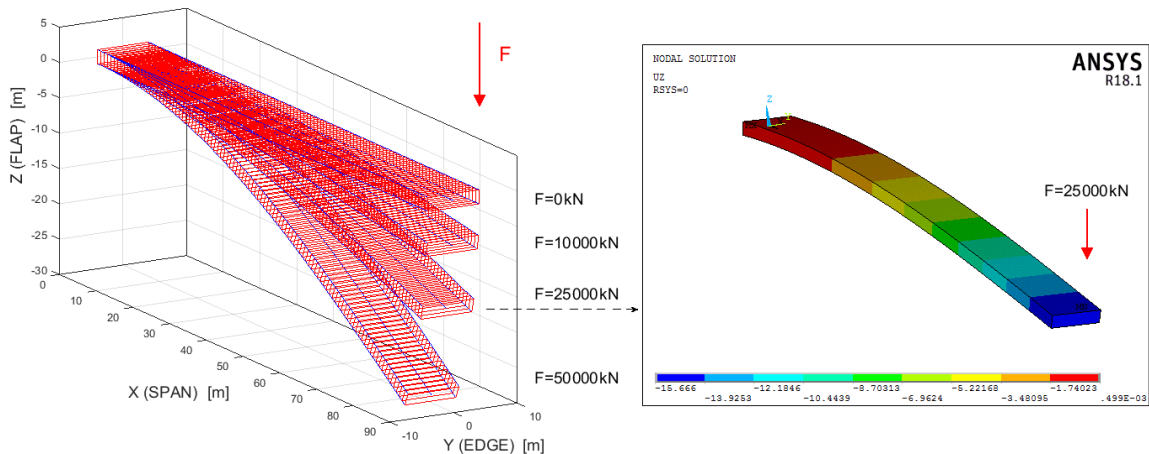 5
0
-5
-10
-15
-20
-25
-30
Z (FLAP) [m]
0
10
20
30
40
50
60
70
80
90
X (SPAN) [m]
-10
0
10
Y (EDGE) [m]
F
F=0kN
F=10000kN
F=25000kN
F=50000kN
NODAL SOLUTION
UZ
RSYS=0
ANSYS
R18.1
Z
F=25000kN
-15.666 -12.1846 -8.70313 -5.22168 -1.74023
-13.9253 -10.4439 -6.9624 -3.48095 .499E-03